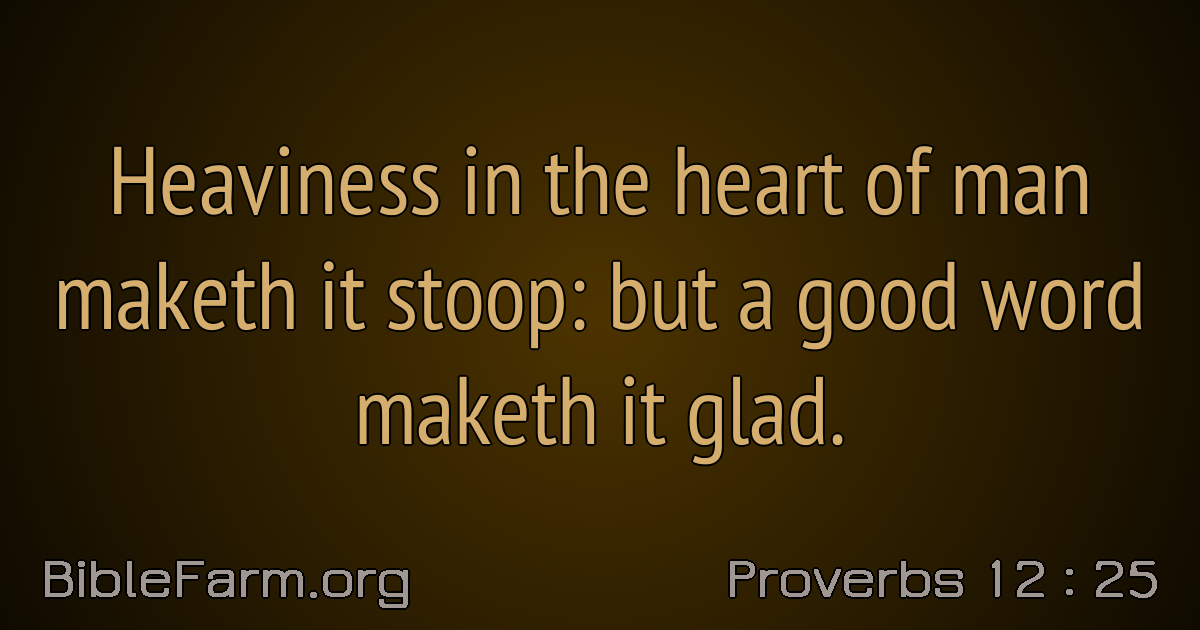 Heaviness in the heart of man
maketh it stoop: but a good word
maketh it glad.
BibleFarm.org
Proverbs 12 : 25